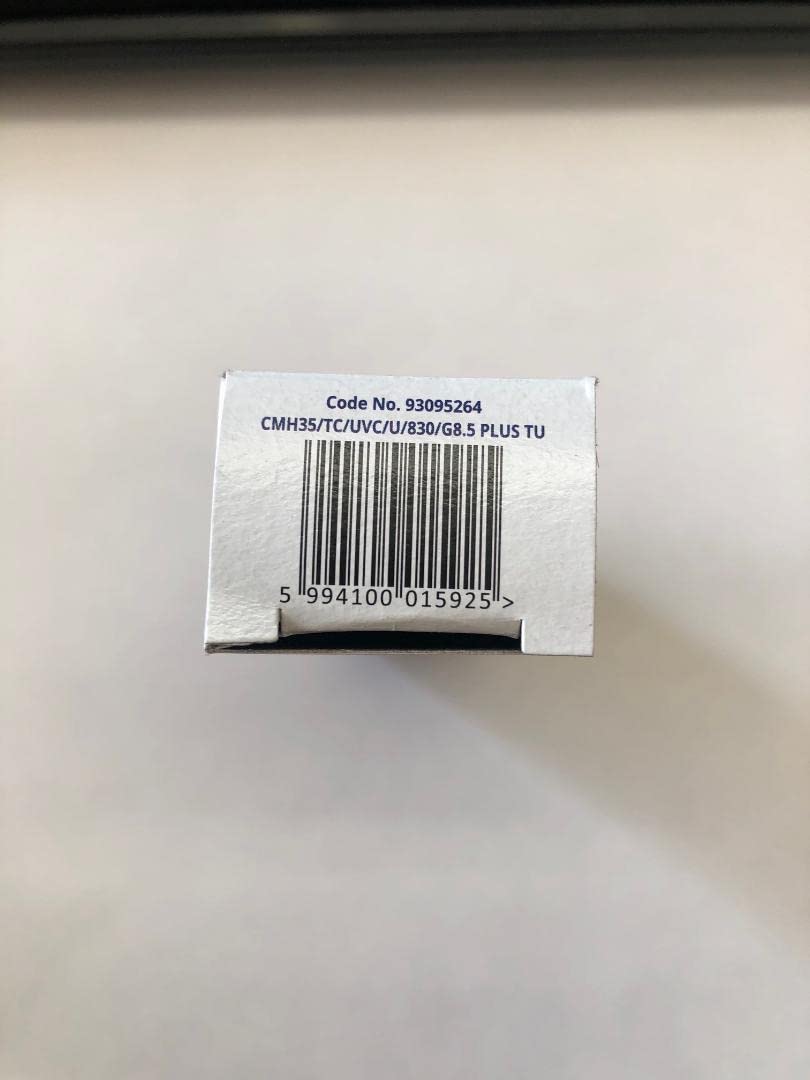 Code No. 93095264
CMH35/TC/UVC/U/830/G8.5 PLUS TU
5 994100 015925 >